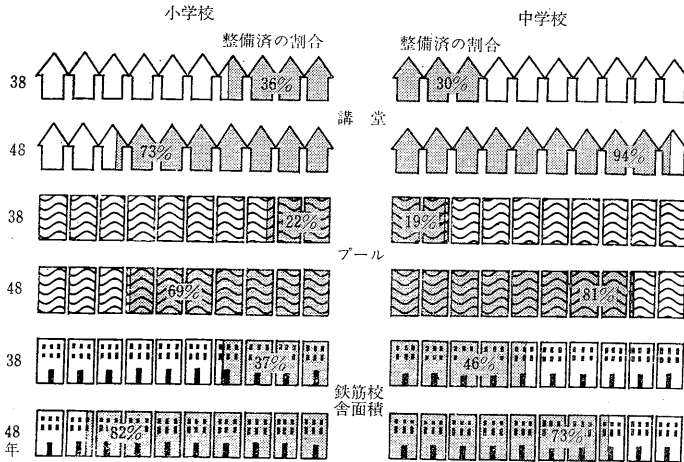 小学校 中学校
整備済の割合 整備済の割合
38 36% 30%
講堂
48 73% 94%
38 22% 19%
プール
48 69% 81%
38 37% 46%
鉄筋校
舎面積
48 82% 73%
年